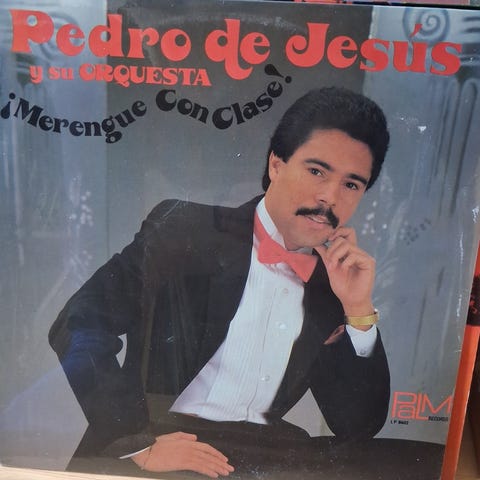 Pedro de Jesús
y su ORQUESTA
¡Merengue Con Clase!
PALM
RECORDS